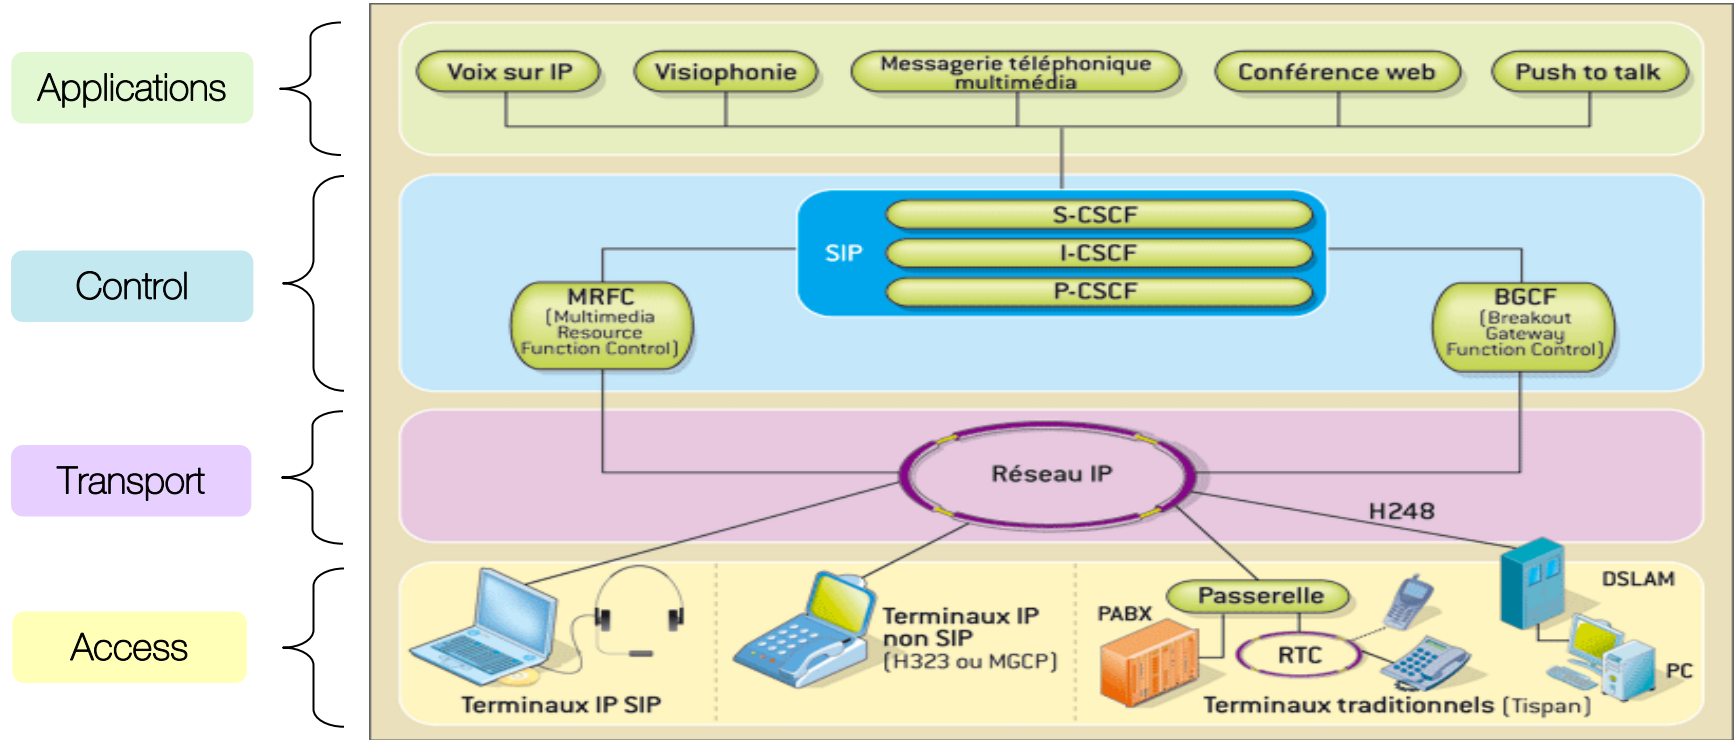 Applications
Voix sur IP
Visiophonie
Messagerie téléphonique
multimédia
Conférence web
Push to talk
Control
SIP
S-CSCF
I-CSCF
P-CSCF
MRFC
(Multimedia
Resource
Function Control)
BGCF
(Breakout
Gateway
Function Control)
Transport
Réseau IP
H248
Access
Terminaux IP SIP
Terminaux IP
non SIP
(H323 ou MGCP)
PABX
Passerelle
RTC
DSLAM
PC
Terminaux traditionnels (Tispan)